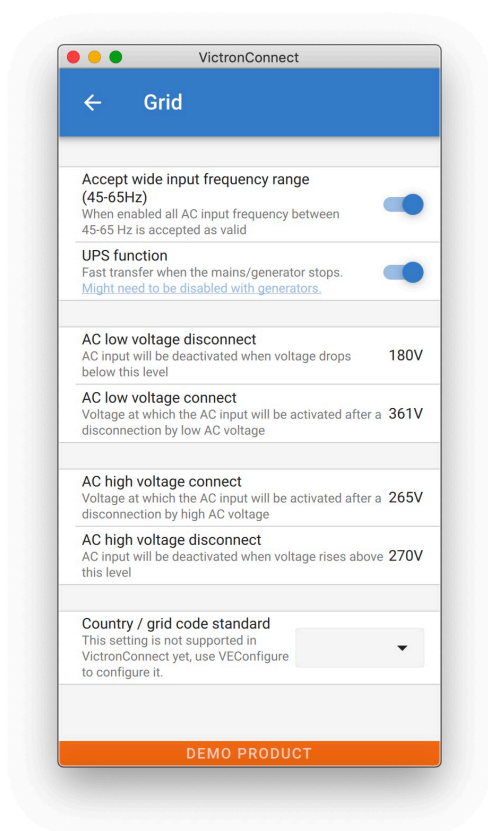 VictronConnect
Grid
Accept wide input frequency range
(45-65Hz)
When enabled all AC input frequency between
45-65 Hz is accepted as valid
UPS function
Fast transfer when the mains/generator stops.
Might need to be disabled with generators.
AC low voltage disconnect
AC input will be deactivated when voltage drops
below this level
180V
AC low voltage connect
Voltage at which the AC input will be activated after a
disconnection by low AC voltage
361V
AC high voltage connect
Voltage at which the AC input will be activated after a
disconnection by high AC voltage
265V
AC high voltage disconnect
AC input will be deactivated when voltage rises above
this level
270V
Country / grid code standard
This setting is not supported in
VictronConnect yet, use VEConfigure
to configure it.
DEMO PRODUCT